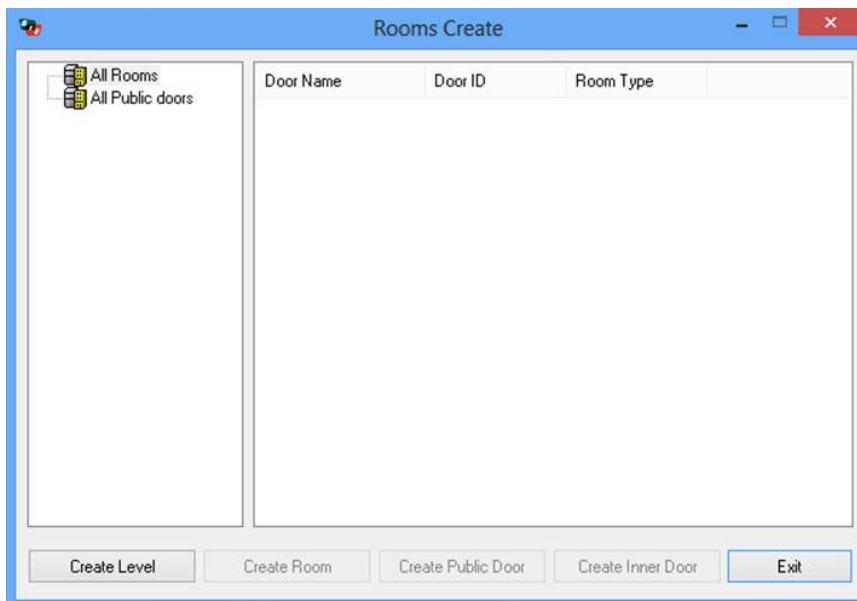 Rooms Create
All Rooms
All Public doors
Door Name Door ID Room Type
Create Level Create Room Create Public Door Create Inner Door Exit